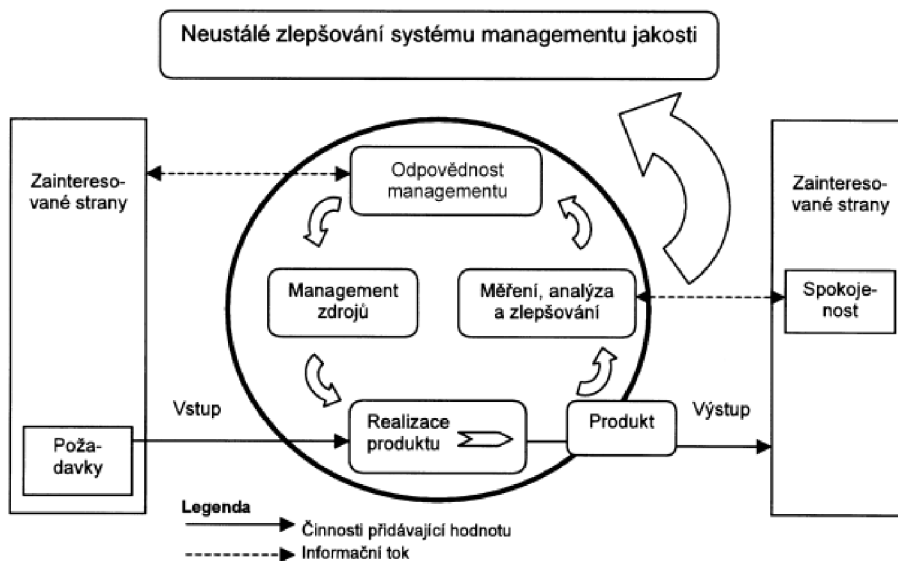 Neustálé zlepšování systému managementu jakosti
Zaintereso-
vané strany
Odpovědnost
managementu
Zainteresо-
vané strany
Management
zdrojů
Měření, analýza
a zlepšování
Spokoje-
nost
Vstup
Realizace
produktu
Produkt
Výstup
Poža-
davky
Legenda
Činnosti přidávající hodnotu
Informační tok